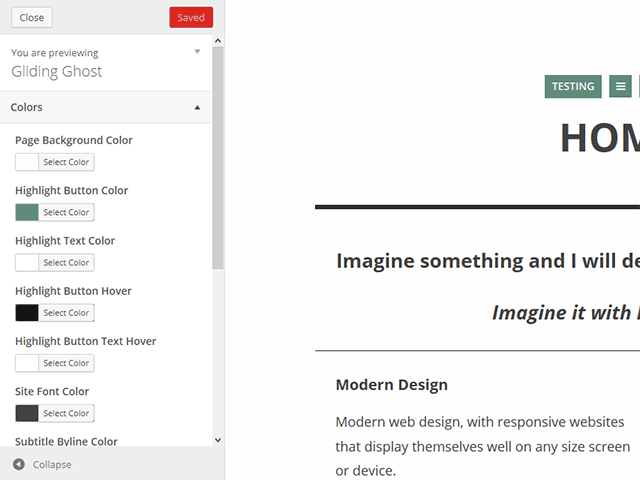 Close
Saved
You are previewing
Gliding Ghost
Colors
Page Background Color
Select Color
Highlight Button Color
Select Color
Highlight Text Color
Select Color
Highlight Button Hover
Select Color
Highlight Button Text Hover
Select Color
Site Font Color
Select Color
Subtitle Byline Color
Collapse
TESTING
HOM
Imagine something and I will de
Imagine it with
Modern Design
Modern web design, with responsive websites
that display themselves well on any size screen
or device.